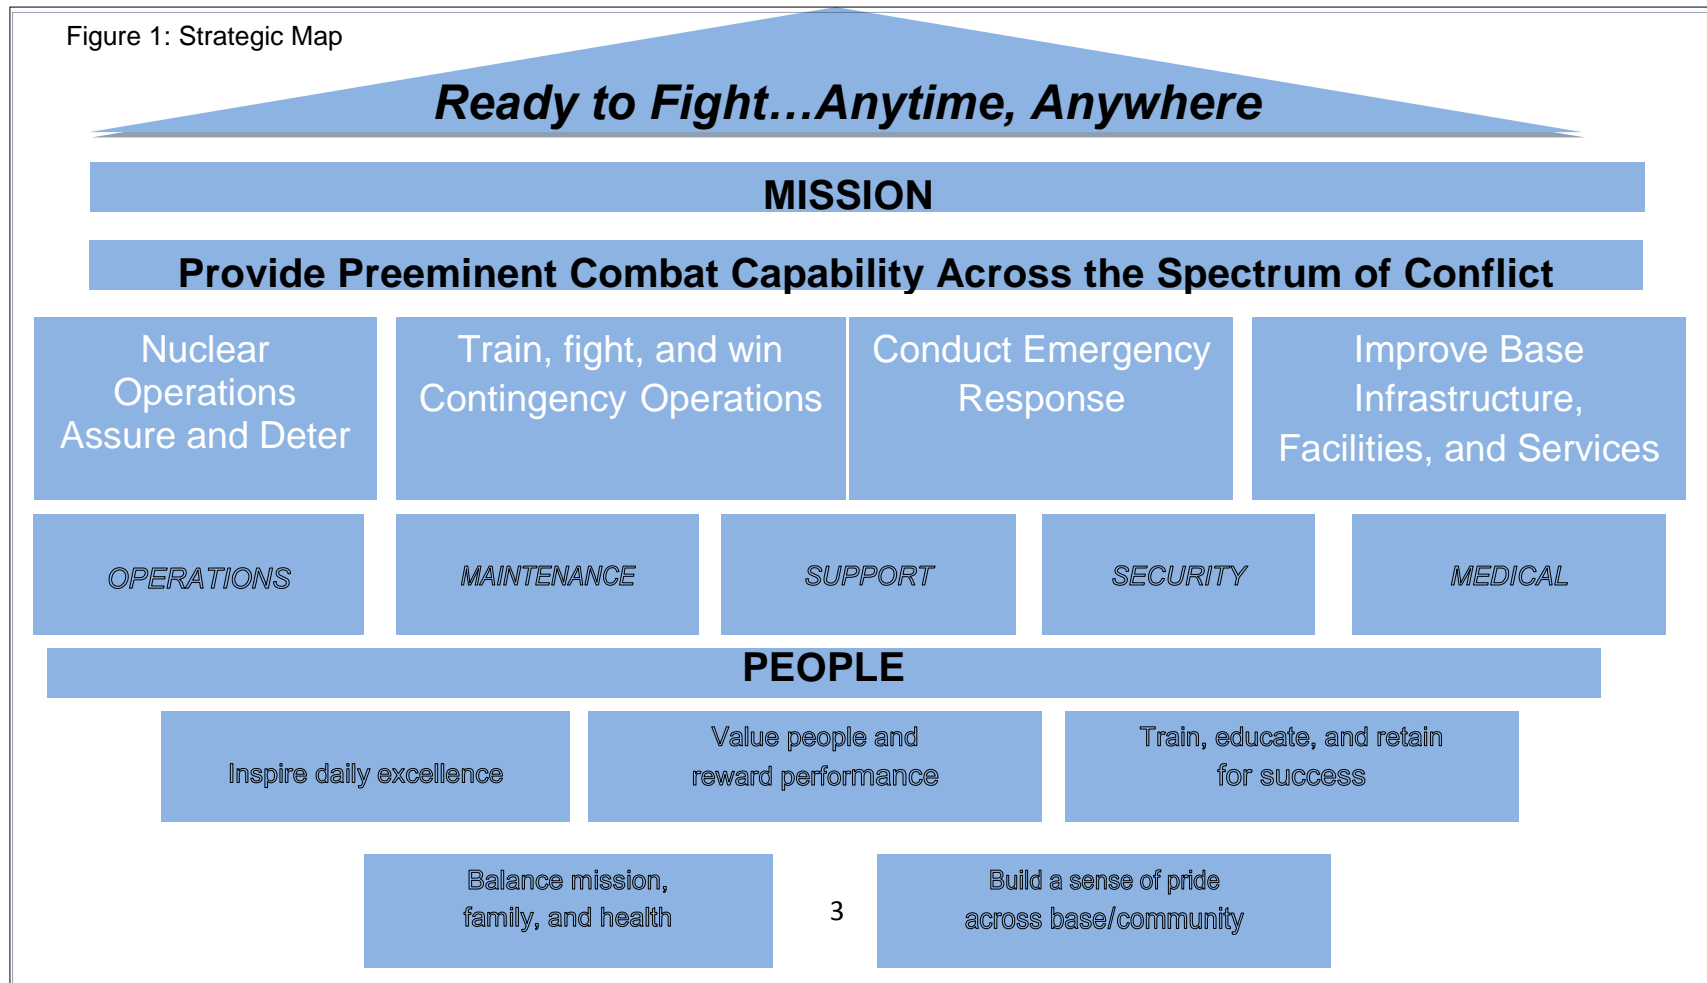 Figure 1: Strategic Map
Ready to Fight…Anytime, Anywhere
MISSION
Provide Preeminent Combat Capability Across the Spectrum of Conflict
Nuclear
Operations
Assure and Deter
Train, fight, and win
Contingency Operations
Conduct Emergency
Response
Improve Base
Infrastructure,
Facilities, and Services
OPERATIONS
MAINTENANCE
SUPPORT
SECURITY
MEDICAL
PEOPLE
Inspire daily excellence
Value people and
reward performance
Train, educate, and retain
for success
Balance mission,
family, and health
3
Build a sense of pride
across base/community